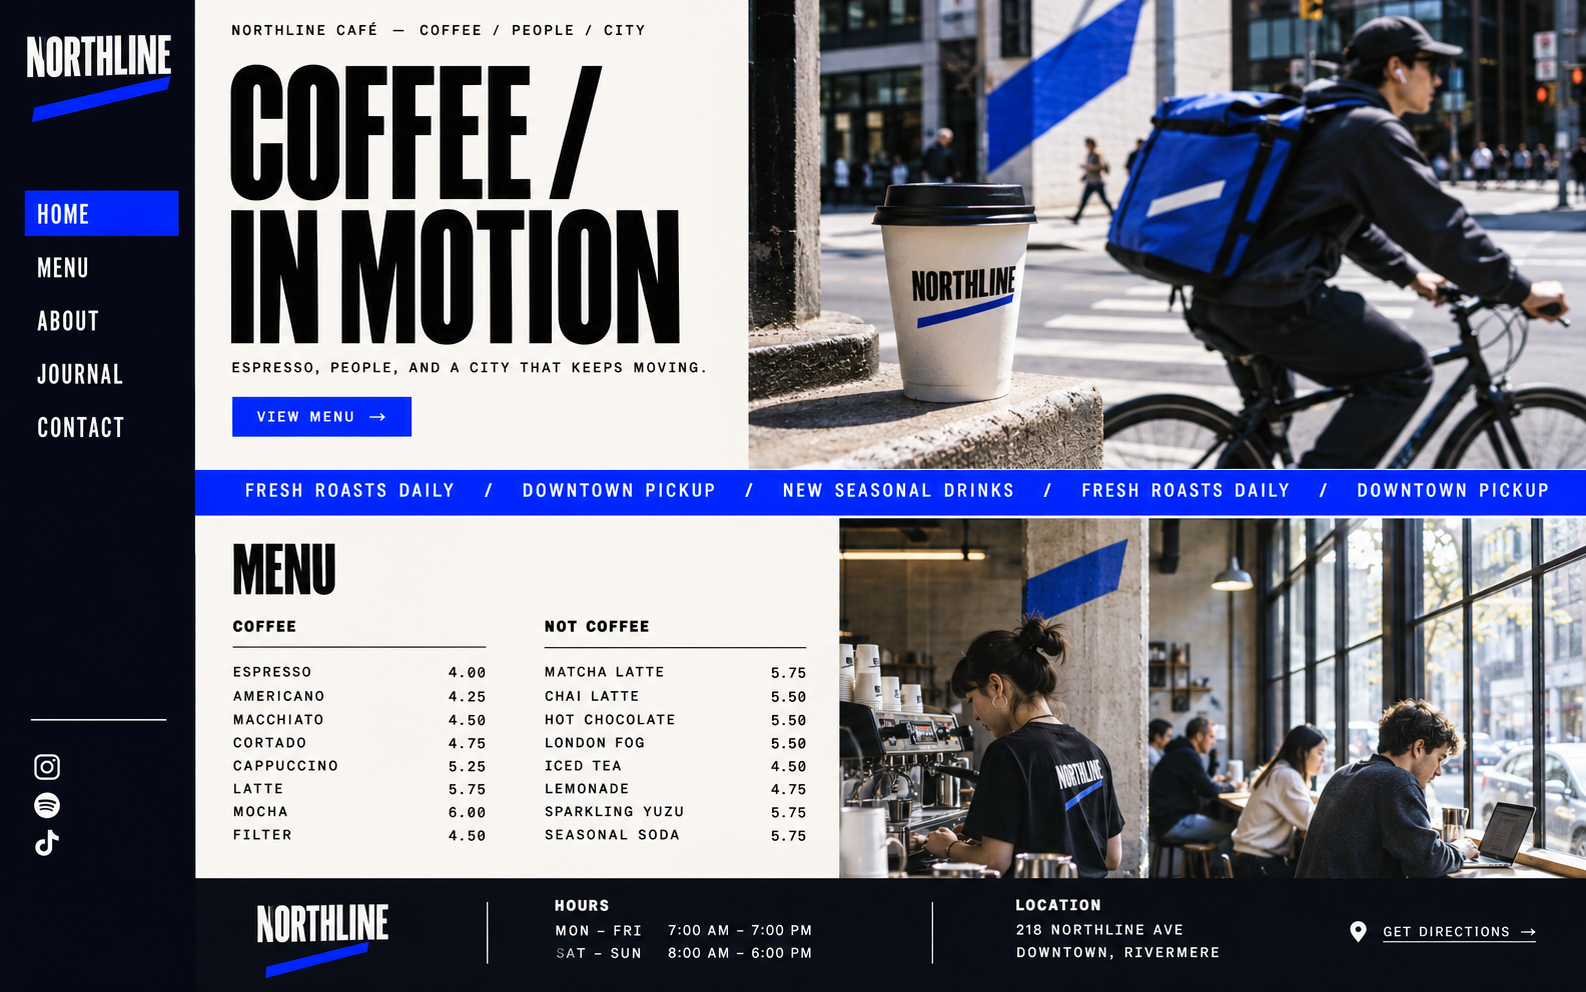 NORTHLINE
HOME
MENU
ABOUT
JOURNAL
CONTACT
NORTHLINE CAFÉ — COFFEE / PEOPLE / CITY
COFFEE /
IN MOTION
ESPRESSO, PEOPLE, AND A CITY THAT KEEPS MOVING.
VIEW MENU →
NORTHLINE
FRESH ROASTS DAILY / DOWNTOWN PICKUP / NEW SEASONAL DRINKS / FRESH ROASTS DAILY / DOWNTOWN PICKUP
MENU
COFFEE
ESPRESSO 4.00
AMERICANO 4.25
MACCHIATO 4.50
CORTADO 4.75
CAPPUCCINO 5.25
LATTE 5.75
MOCHA 6.00
FILTER 4.50
NOT COFFEE
MATCHA LATTE 5.75
CHAI LATTE 5.50
HOT CHOCOLATE 5.50
LONDON FOG 5.50
ICED TEA 4.50
LEMONADE 4.75
SPARKLING YUZU 5.75
SEASONAL SODA 5.75
NORTHLINE
NORTHLINE
HOURS
MON – FRI 7:00 AM – 7:00 PM
SAT – SUN 8:00 AM – 6:00 PM
LOCATION
218 NORTHLINE AVE
DOWNTOWN, RIVERMERE
GET DIRECTIONS →